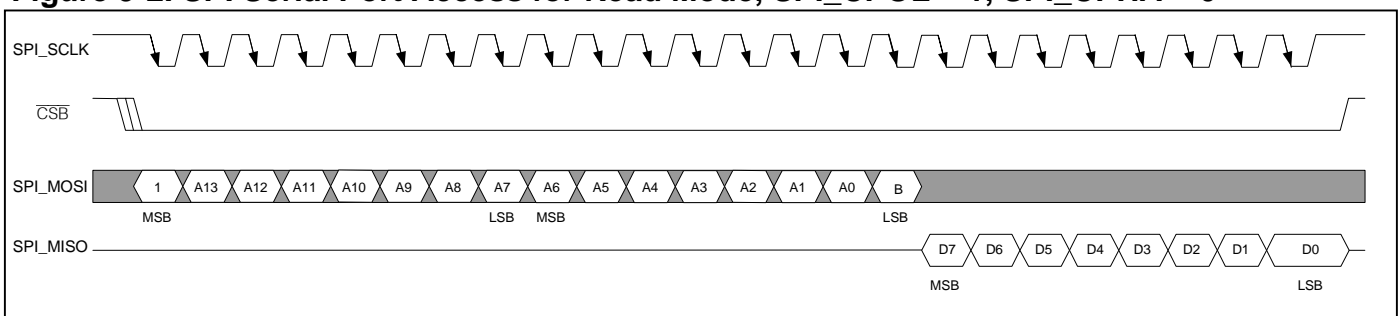 SPI_SCLK
CSB
SPI_MOSI 1 A13 A12 A11 A10 A9 A8 A7 A6 A5 A4 A3 A2 A1 A0 B
MSB LSB MSB LSB
SPI_MISO D7 D6 D5 D4 D3 D2 D1 D0
MSB LSB